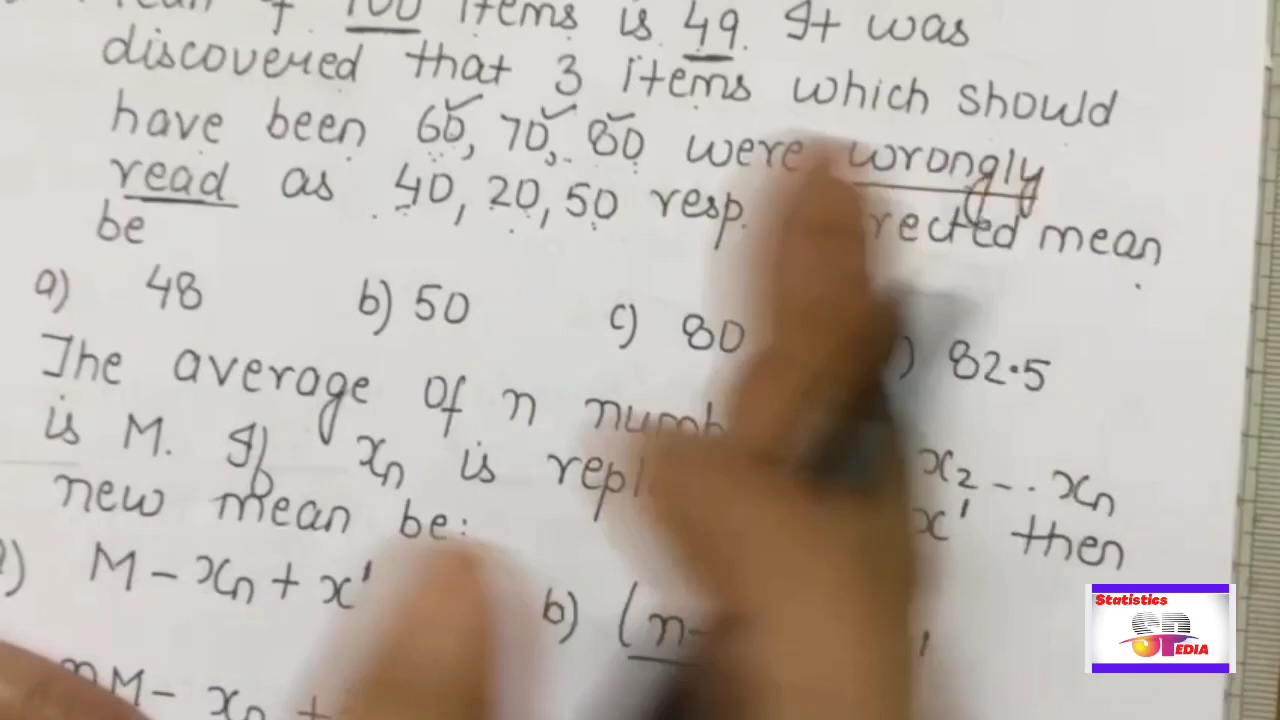 100 items is 49. It was
discovered that 3 items which should
have been 60, 70, 80 were wrongly
read as 40, 20, 50 resp. rected mean
be
a) 48 b) 50 c) 80 ) 82.5
The average of n numb
is M. If xn is repl x2 -.. xn
new mean be: x' then
) M - xn + x' b) (n-
M - xn +
Statistics
EDIA